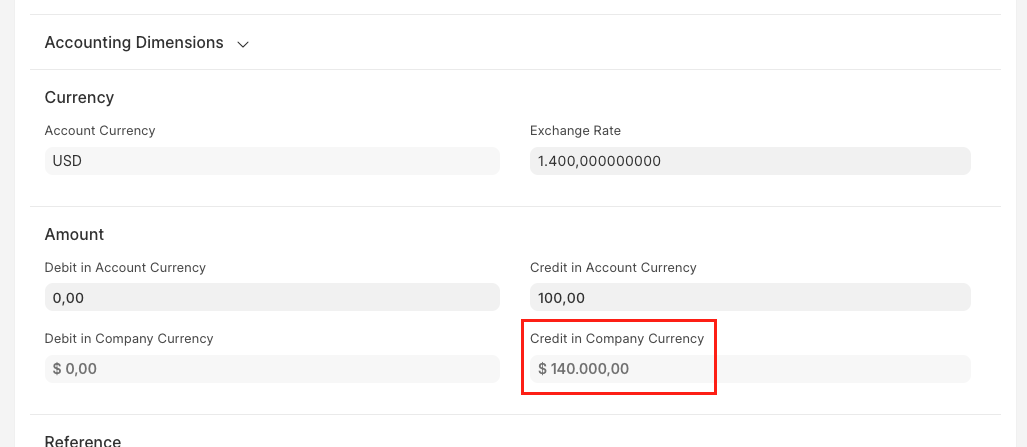 Accounting Dimensions
Currency
Account Currency
Exchange Rate
USD
1.400,000000000
Amount
Debit in Account Currency
Credit in Account Currency
0,00
100,00
Debit in Company Currency
Credit in Company Currency
$ 0,00
$ 140.000,00
Reference